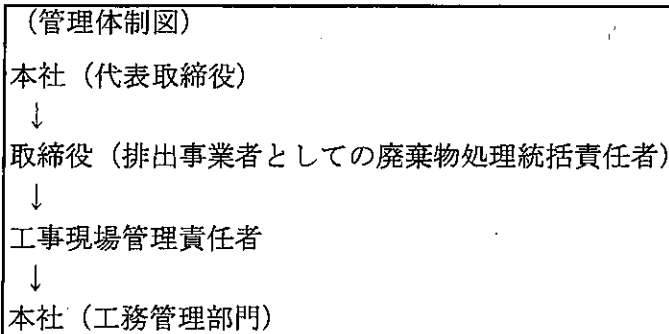 （管理体制図）
本社（代表取締役）
↓
取締役（排出事業者としての廃棄物処理統括責任者）
↓
工事現場管理責任者
↓
本社（工務管理部門）